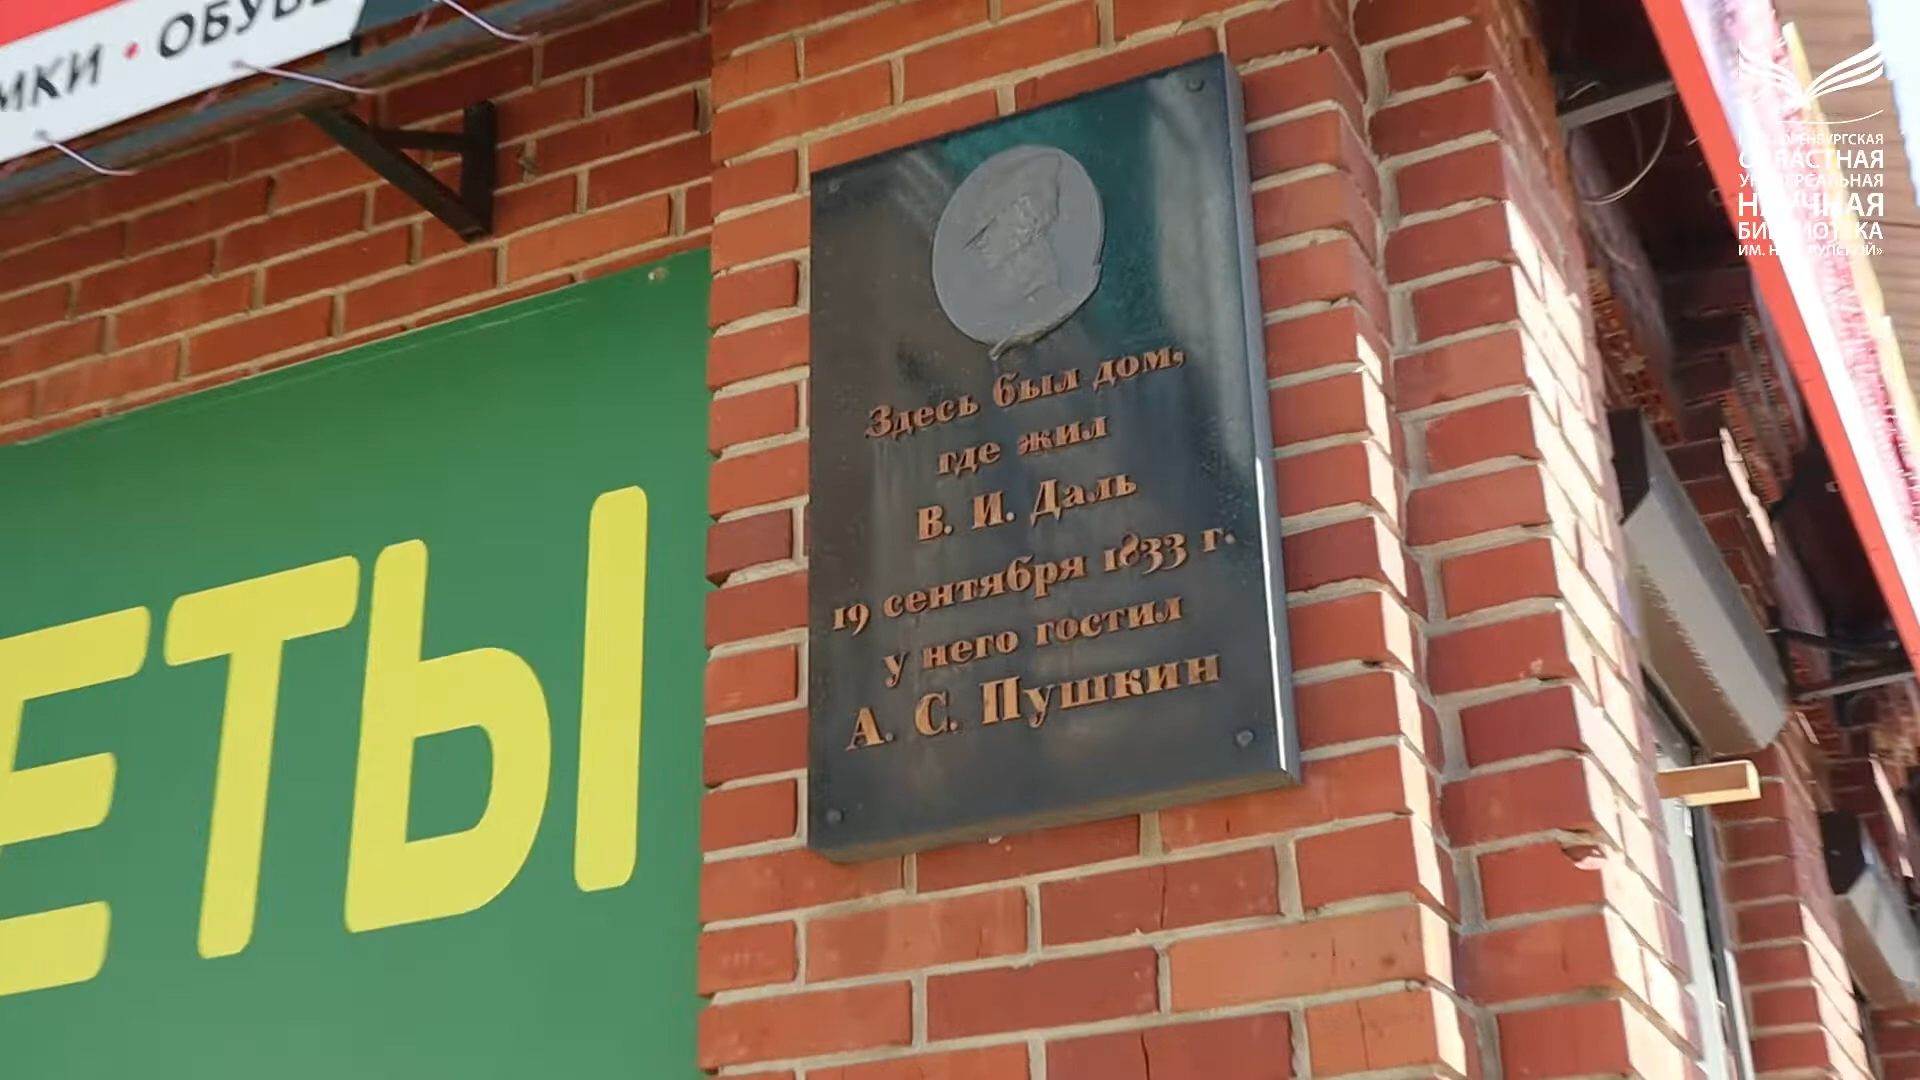 МКИ • ОБУВЬ
ЕТЫ
Здесь был дом,
где жил
В. И. Даль
19 сентября 1833 г.
у него гостил
А. С. Пушкин
ОРЕНБУРГСКАЯ
ОБЛАСТНАЯ
УНИВЕРСАЛЬНАЯ
НАУЧНАЯ
БИБЛИОТЕКА
ИМ. Н.К. КРУПСКОЙ»